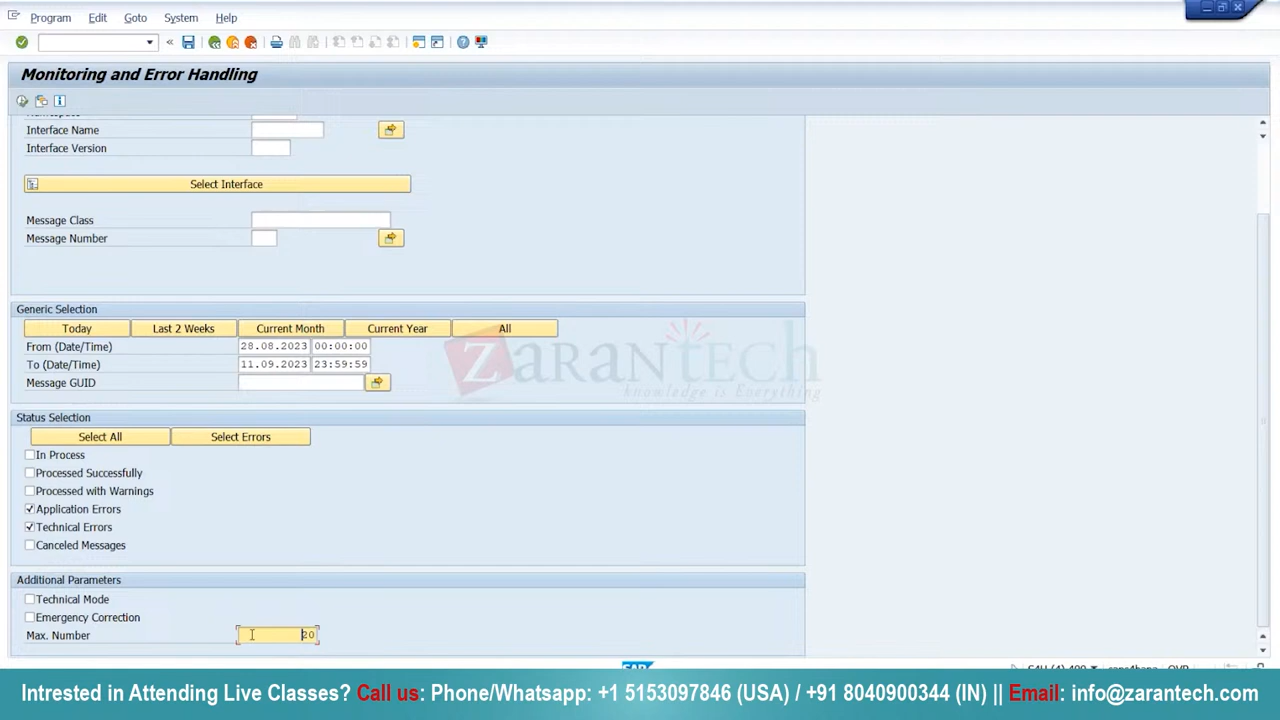 Program Edit Goto System Help
Monitoring and Error Handling
Interface Name
Interface Version
Select Interface
Message Class
Message Number
Generic Selection
Today Last 2 Weeks Current Month Current Year All
From (Date/Time) 28.08.2023 00:00:00
To (Date/Time) 11.09.2023 23:59:59
Message GUID
zarantech
Knowledge is Everything
Status Selection
Select All Select Errors
In Process
Processed Successfully
Processed with Warnings
Application Errors
Technical Errors
Canceled Messages
Additional Parameters
Technical Mode
Emergency Correction
Max. Number 20
SAP
Intrested in Attending Live Classes? Call us: Phone/Whatsapp: +1 5153097846 (USA) / +91 8040900344 (IN) || Email: info@zarantech.com